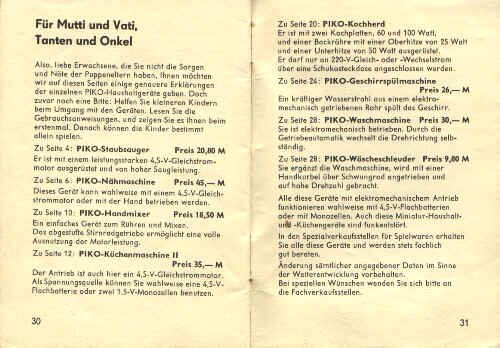 Für Mutti und Vati,
Tanten und Onkel
Also, liebe Erwachsene, die Sie nicht die Sorgen
und Nöte der Puppeneltern haben, Ihnen möchten
wir auf diesen Seiten einige genauere Erklärungen
der einzelnen PIKO-Haushaltgeräte geben. Doch
zuvor noch eine Bitte: Helfen Sie kleineren Kindern
beim Umgang mit den Geräten. Lesen Sie die
Gebrauchsanweisungen, und zeigen Sie es Ihnen beim
erstenmal. Danach können die Kinder bestimmt
allein spielen.
Zu Seite 4: PIKO-Staubsauger Preis 20,80 M
Er ist mit einem leistungsstarken 4,5-V-Gleichstrom-
motor ausgerüstet und von hoher Saugleistung.
Zu Seite 6: PIKO-Nähmaschine Preis 45,— M
Dieses Gerät kann wahlweise mit einem 4,5-V-Gleich-
strommotor oder mit der Hand betrieben werden.
Zu Seite 10: PIKO-Handmixer Preis 18,50 M
Ein einfaches Gerät zum Rühren und Mixen.
Das abgestufte Stirnradgetriebe ermöglicht eine volle
Ausnutzung der Motorleistung.
Zu Seite 12: PIKO-Küchenmaschine II
Preis 35,— M
Der Antrieb ist auch hier ein 4,5-V-Gleichstrommotor.
Als Spannungsquelle können Sie wahlweise eine 4,5-V-
Flachbatterie oder zwei 1,5-V-Monozellen benutzen.
30
Zu Seite 20: PIKO-Kochherd
Er ist mit zwei Kochplatten, 60 und 100 Watt,
und einer Backröhre mit einer Oberhitze von 25 Watt
und einer Unterhitze von 50 Watt ausgestattet.
Er darf nur an 220-V-Gleich- oder -Wechselstrom
über eine Schukosteckdose angeschlossen werden.
Zu Seite 24: PIKO-Geschirrspülmaschine
Preis 26,— M
Ein kräftiger Wasserstrahl aus einem elektro-
mechanisch getriebenen Rohr spült das Geschirr.
Zu Seite 28: PIKO-Waschmaschine Preis 30,— M
Sie ist elektromechanisch betrieben. Durch die
Getriebeautomatik wechselt die Drehrichtung selb-
ständig.
Zu Seite 28: PIKO-Wäscheschleuder Preis 9,80 M
Sie ergänzt die Waschmaschine, wird mit einer
Handkurbel über Schwungrad angetrieben und
auf hohe Drehzahl gebracht.
Alle diese Geräte mit elektromechanischem Antrieb
funktionieren wahlweise mit 4,5-V-Flachbatterien
oder mit Monozellen. Auch diese Miniatur-Haushalt-
und -Küchengeräte sind funkentstört.
In den Spezialverkaufsstellen für Spielwaren erhalten
Sie alle diese Geräte und werden stets fachlich
gut beraten.
Änderung sämtlicher angegebener Daten im Sinne
der Weiterentwicklung vorbehalten.
Bei speziellen Wünschen wenden Sie sich bitte an
die Fachverkaufsstellen.
31